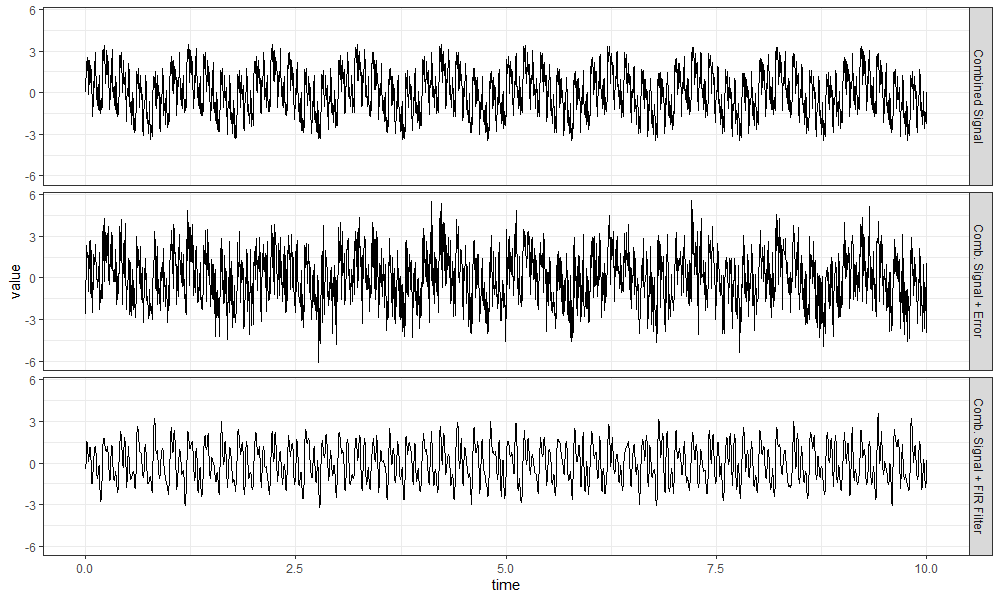 6
3
0
-3
-6
Combined Signal
6
3
0
-3
-6
Comb. Signal + Error
6
3
0
-3
-6
Comb. Signal + FIR Filter
value
0.0 2.5 5.0 7.5 10.0
time